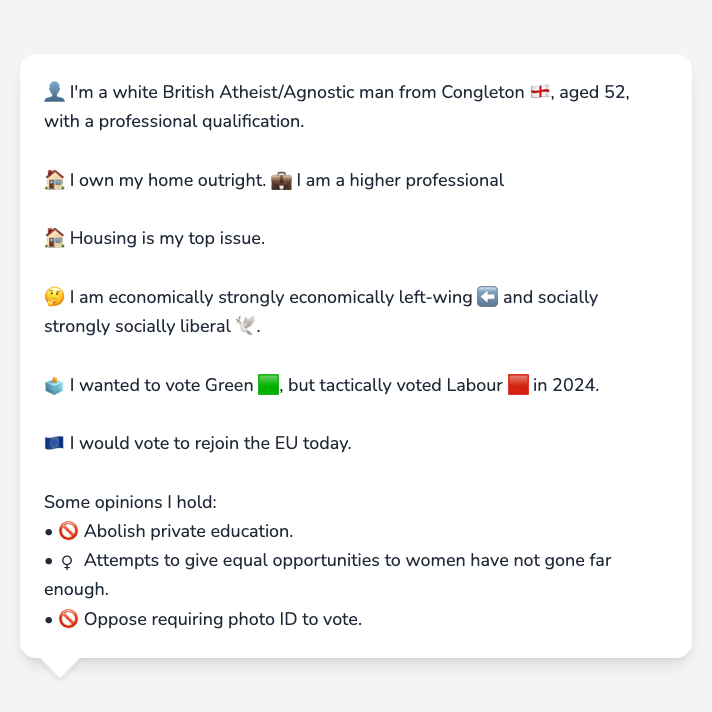 👤 I'm a white British Atheist/Agnostic man from Congleton 🏴󠁧󠁢󠁥󠁮󠁧󠁿, aged 52,
with a professional qualification.
🏠 I own my home outright. 💼 I am a higher professional
🏠 Housing is my top issue.
🤔 I am economically strongly economically left-wing ⬅️ and socially
strongly socially liberal 🕊️.
🗳️ I wanted to vote Green 🟩, but tactically voted Labour 🟥 in 2024.
🇪🇺 I would vote to rejoin the EU today.
Some opinions I hold:
• 🚫 Abolish private education.
• ♀ Attempts to give equal opportunities to women have not gone far
enough.
• 🚫 Oppose requiring photo ID to vote.